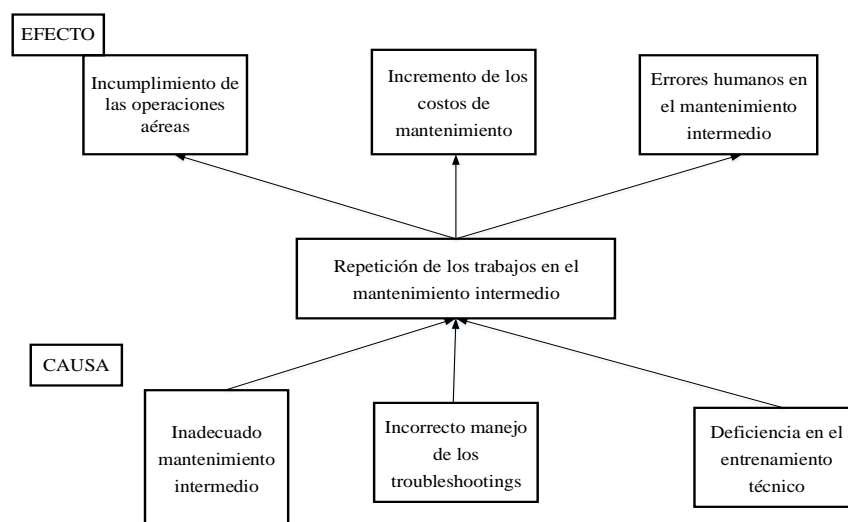 EFECTO
Incumplimiento de
las operaciones
aéreas
Incremento de los
costos de
mantenimiento
Errores humanos en
el mantenimiento
intermedio
Repetición de los trabajos en el
mantenimiento intermedio
CAUSA
Inadecuado
mantenimiento
intermedio
Incorrecto manejo
de los
troubleshootings
Deficiencia en el
entrenamiento
técnico